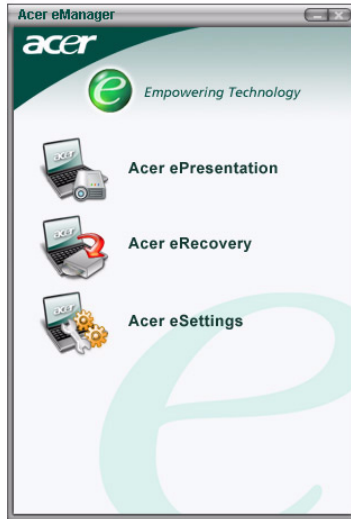 Acer eManager
acer
e Empowering Technology
Acer ePresentation
Acer eRecovery
Acer eSettings
e